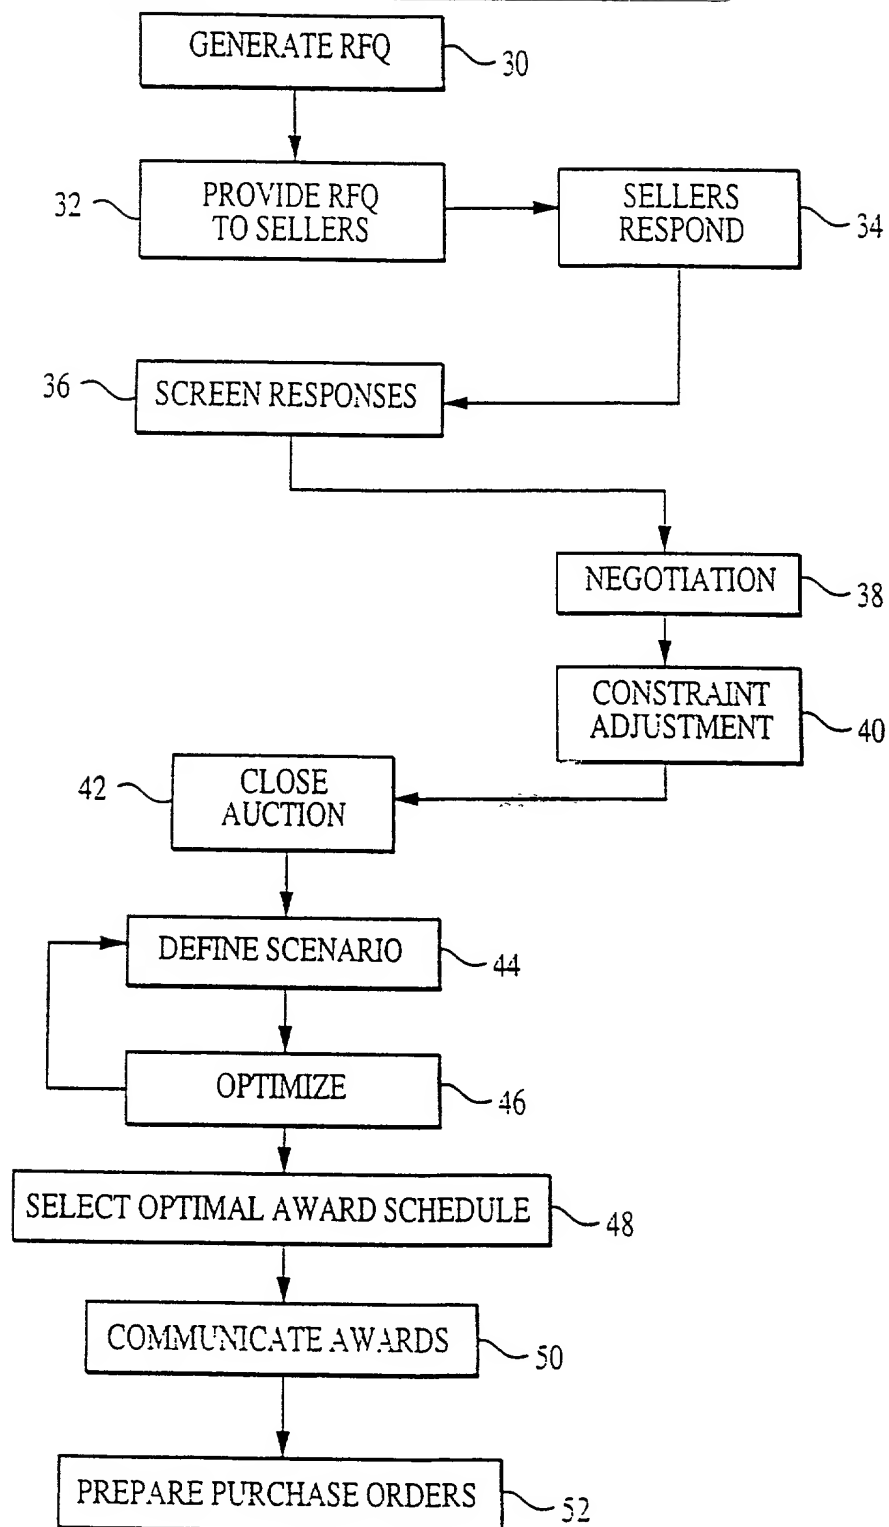 GENERATE RFQ
30
32
PROVIDE RFQ
TO SELLERS
SELLERS
RESPOND
34
36
SCREEN RESPONSES
NEGOTIATION
38
CONSTRAINT
ADJUSTMENT
40
42
CLOSE
AUCTION
DEFINE SCENARIO
44
OPTIMIZE
46
SELECT OPTIMAL AWARD SCHEDULE
48
COMMUNICATE AWARDS
50
PREPARE PURCHASE ORDERS
52